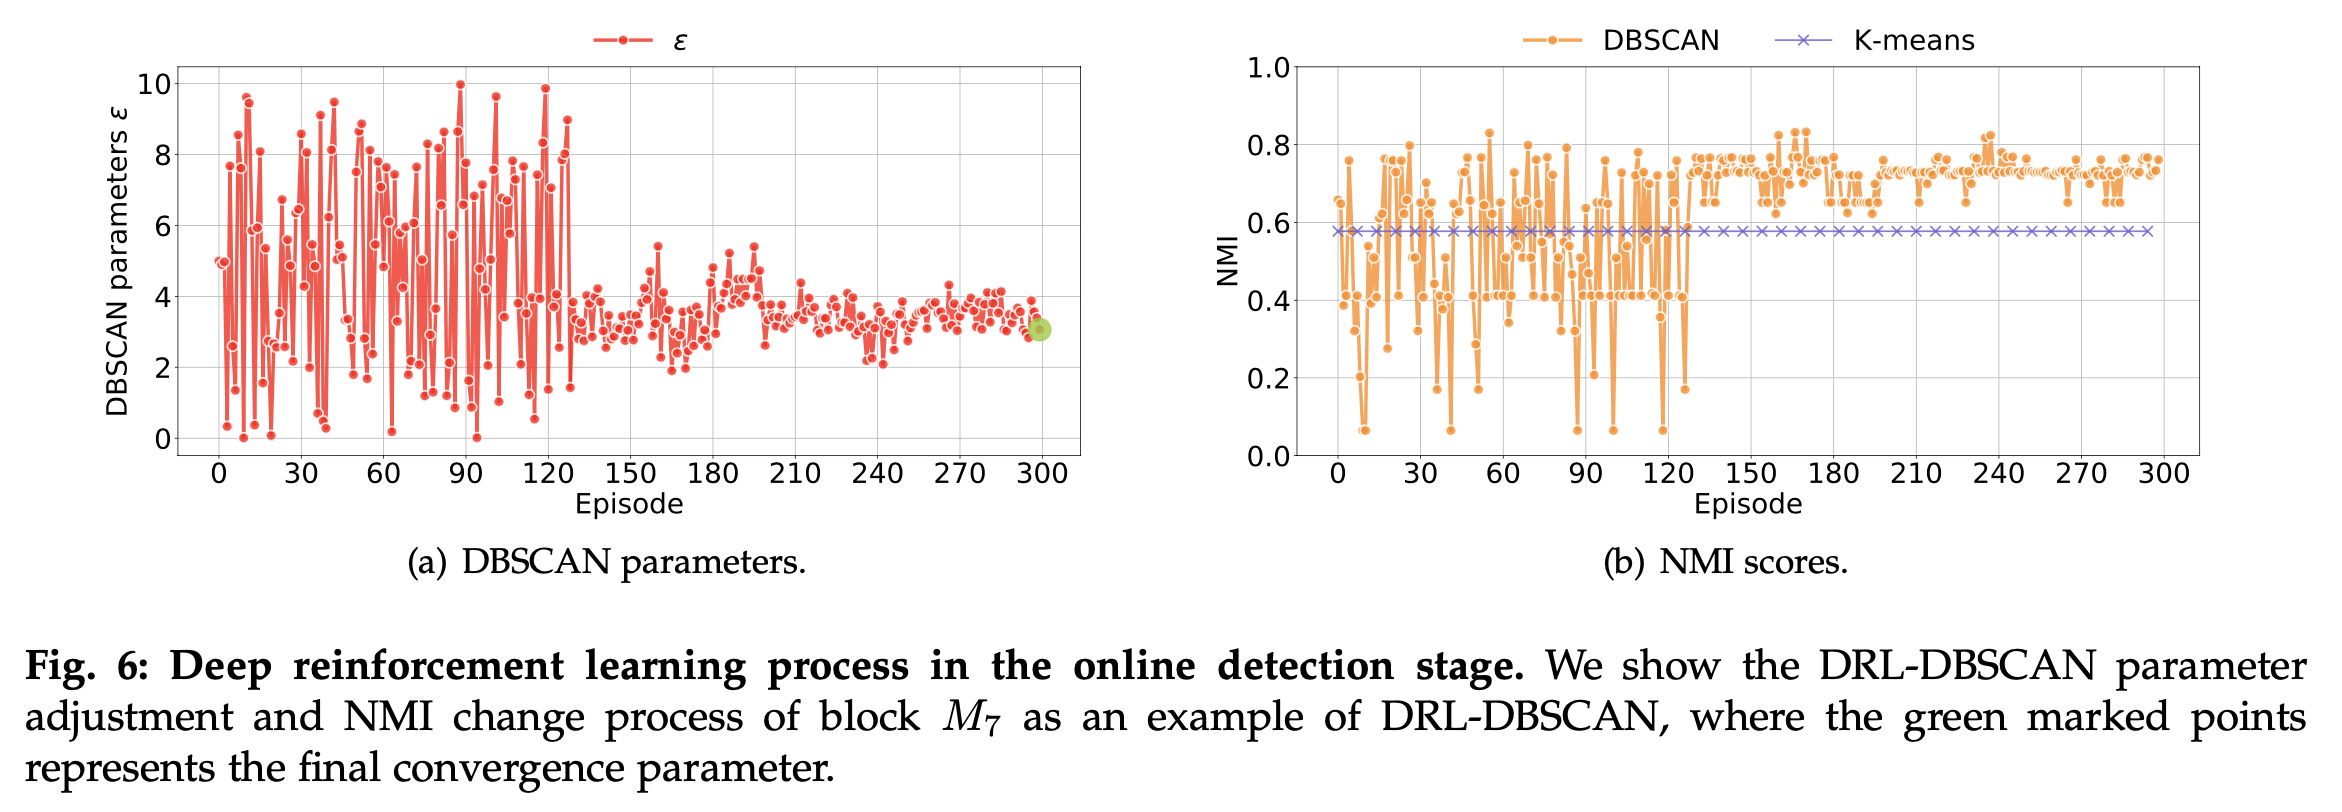 ε
DBSCAN K-means
DBSCAN parameters ε
10
8
6
4
2
0
0 30 60 90 120 150 180 210 240 270 300
Episode
(a) DBSCAN parameters.
NMI
1.0
0.8
0.6
0.4
0.2
0.0
0 30 60 90 120 150 180 210 240 270 300
Episode
(b) NMI scores.
Fig. 6: Deep reinforcement learning process in the online detection stage. We show the DRL-DBSCAN parameter
adjustment and NMI change process of block M₇ as an example of DRL-DBSCAN, where the green marked points
represents the final convergence parameter.